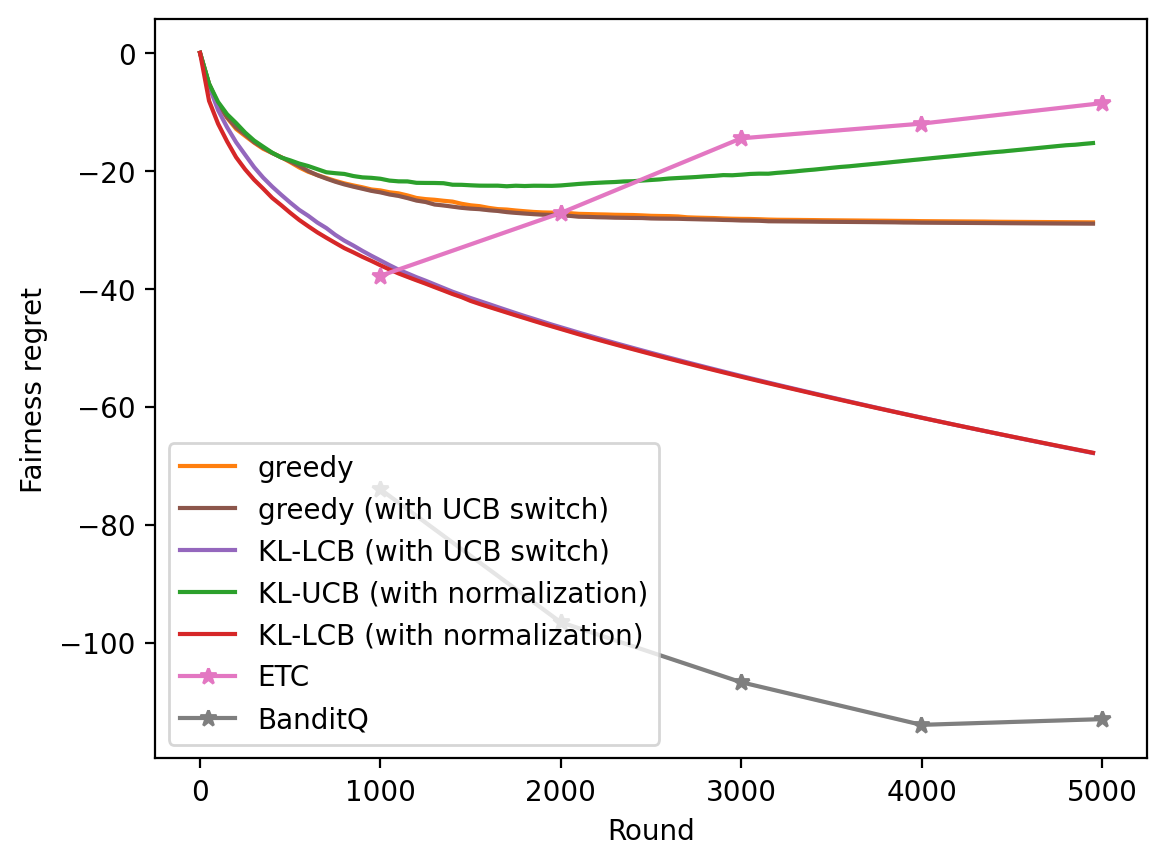 0
−20
−40
−60
−80
−100
Fairness regret
greedy
greedy (with UCB switch)
KL-LCB (with UCB switch)
KL-UCB (with normalization)
KL-LCB (with normalization)
ETC
BanditQ
0 1000 2000 3000 4000 5000
Round